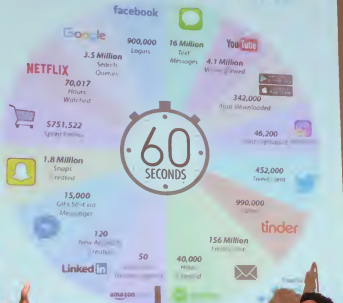 facebook
Google
900,000
Logins
16 Million
Text
Messages
YouTube
4.1 Million
Videos Viewed
3.5 Million
Search
Queries
NETFLIX
70,017
Hours
Watched
342,000
Apps Downloaded
$751,522
Spent Online
46,200
60
SECONDS
1.8 Million
Snaps
Created
452,000
Tweets Sent
15,000
GIFs Sent via
Messenger
990,000
Swipes
tinder
120
New Accounts
Created
156 Million
Emails Sent
LinkedIn
50
40,000
Hours
Listened
amazon